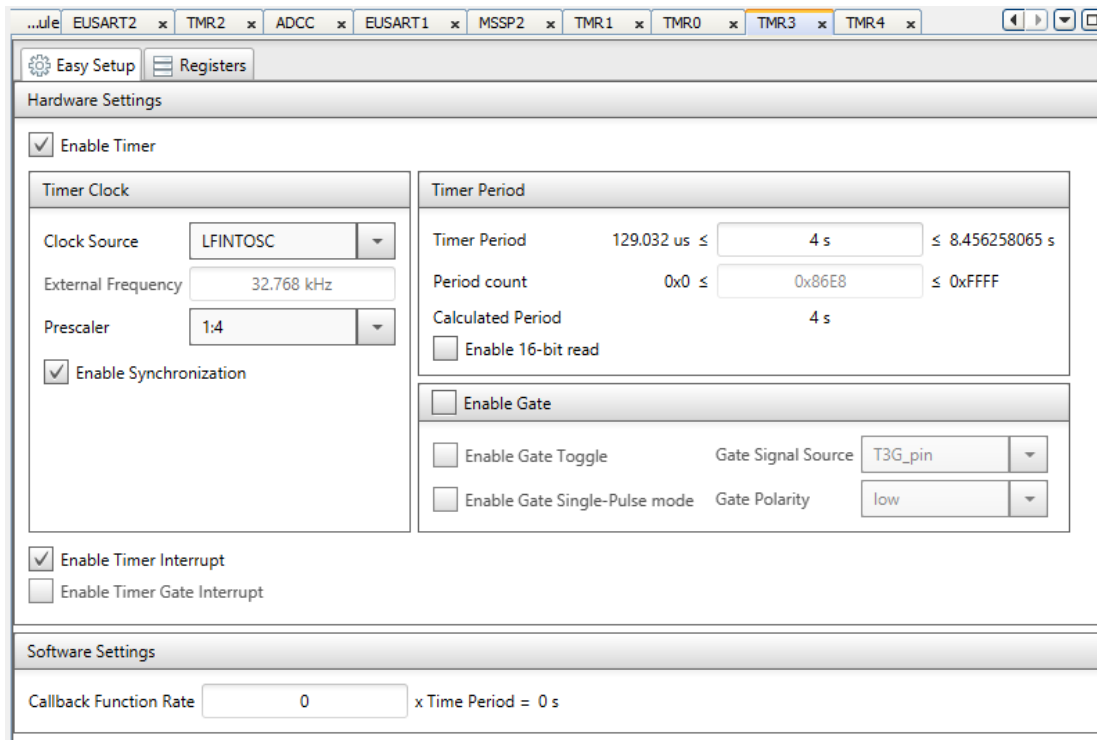 ...ule EUSART2 x TMR2 x ADCC x EUSART1 x MSSP2 x TMR1 x TMR0 x TMR3 x TMR4 x
Easy Setup Registers
Hardware Settings
Enable Timer
Timer Clock
Clock Source LFINTOSC
External Frequency 32.768 kHz
Prescaler 1:4
Enable Synchronization
Timer Period
Timer Period 129.032 us ≤ 4 s ≤ 8.456258065 s
Period count 0x0 ≤ 0x86E8 ≤ 0xFFFF
Calculated Period 4 s
Enable 16-bit read
Enable Gate
Enable Gate Toggle Gate Signal Source T3G_pin
Enable Gate Single-Pulse mode Gate Polarity low
Enable Timer Interrupt
Enable Timer Gate Interrupt
Software Settings
Callback Function Rate 0 x Time Period = 0 s